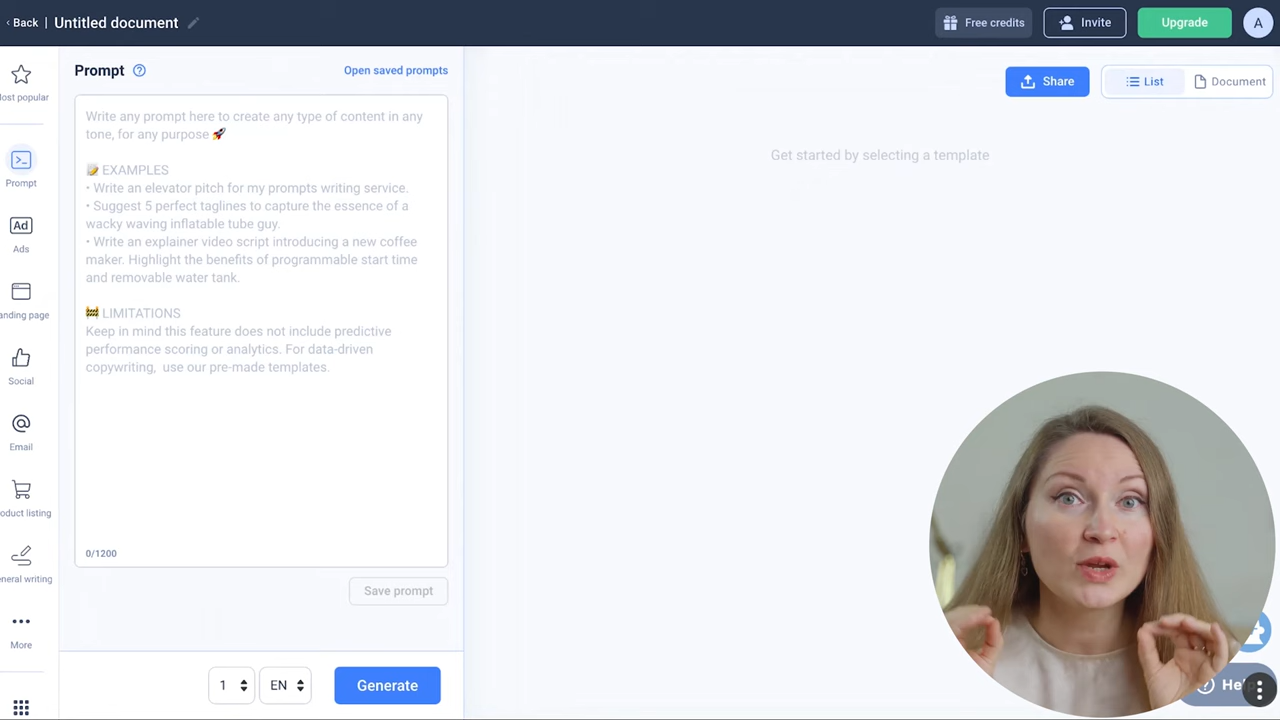 ‹ Back | Untitled document
Free credits
Invite
Upgrade
A
Most popular
Prompt
Ad
Ads
anding page
Social
Email
oduct listing
neral writing
More
Prompt ?
Open saved prompts
Write any prompt here to create any type of content in any
tone, for any purpose 🚀
📝 EXAMPLES
• Write an elevator pitch for my prompts writing service.
• Suggest 5 perfect taglines to capture the essence of a
wacky waving inflatable tube guy.
• Write an explainer video script introducing a new coffee
maker. Highlight the benefits of programmable start time
and removable water tank.
🚧 LIMITATIONS
Keep in mind this feature does not include predictive
performance scoring or analytics. For data-driven
copywriting,  use our pre-made templates.
0/1200
Save prompt
1
EN
Generate
Share
List
Document
Get started by selecting a template
? Hel